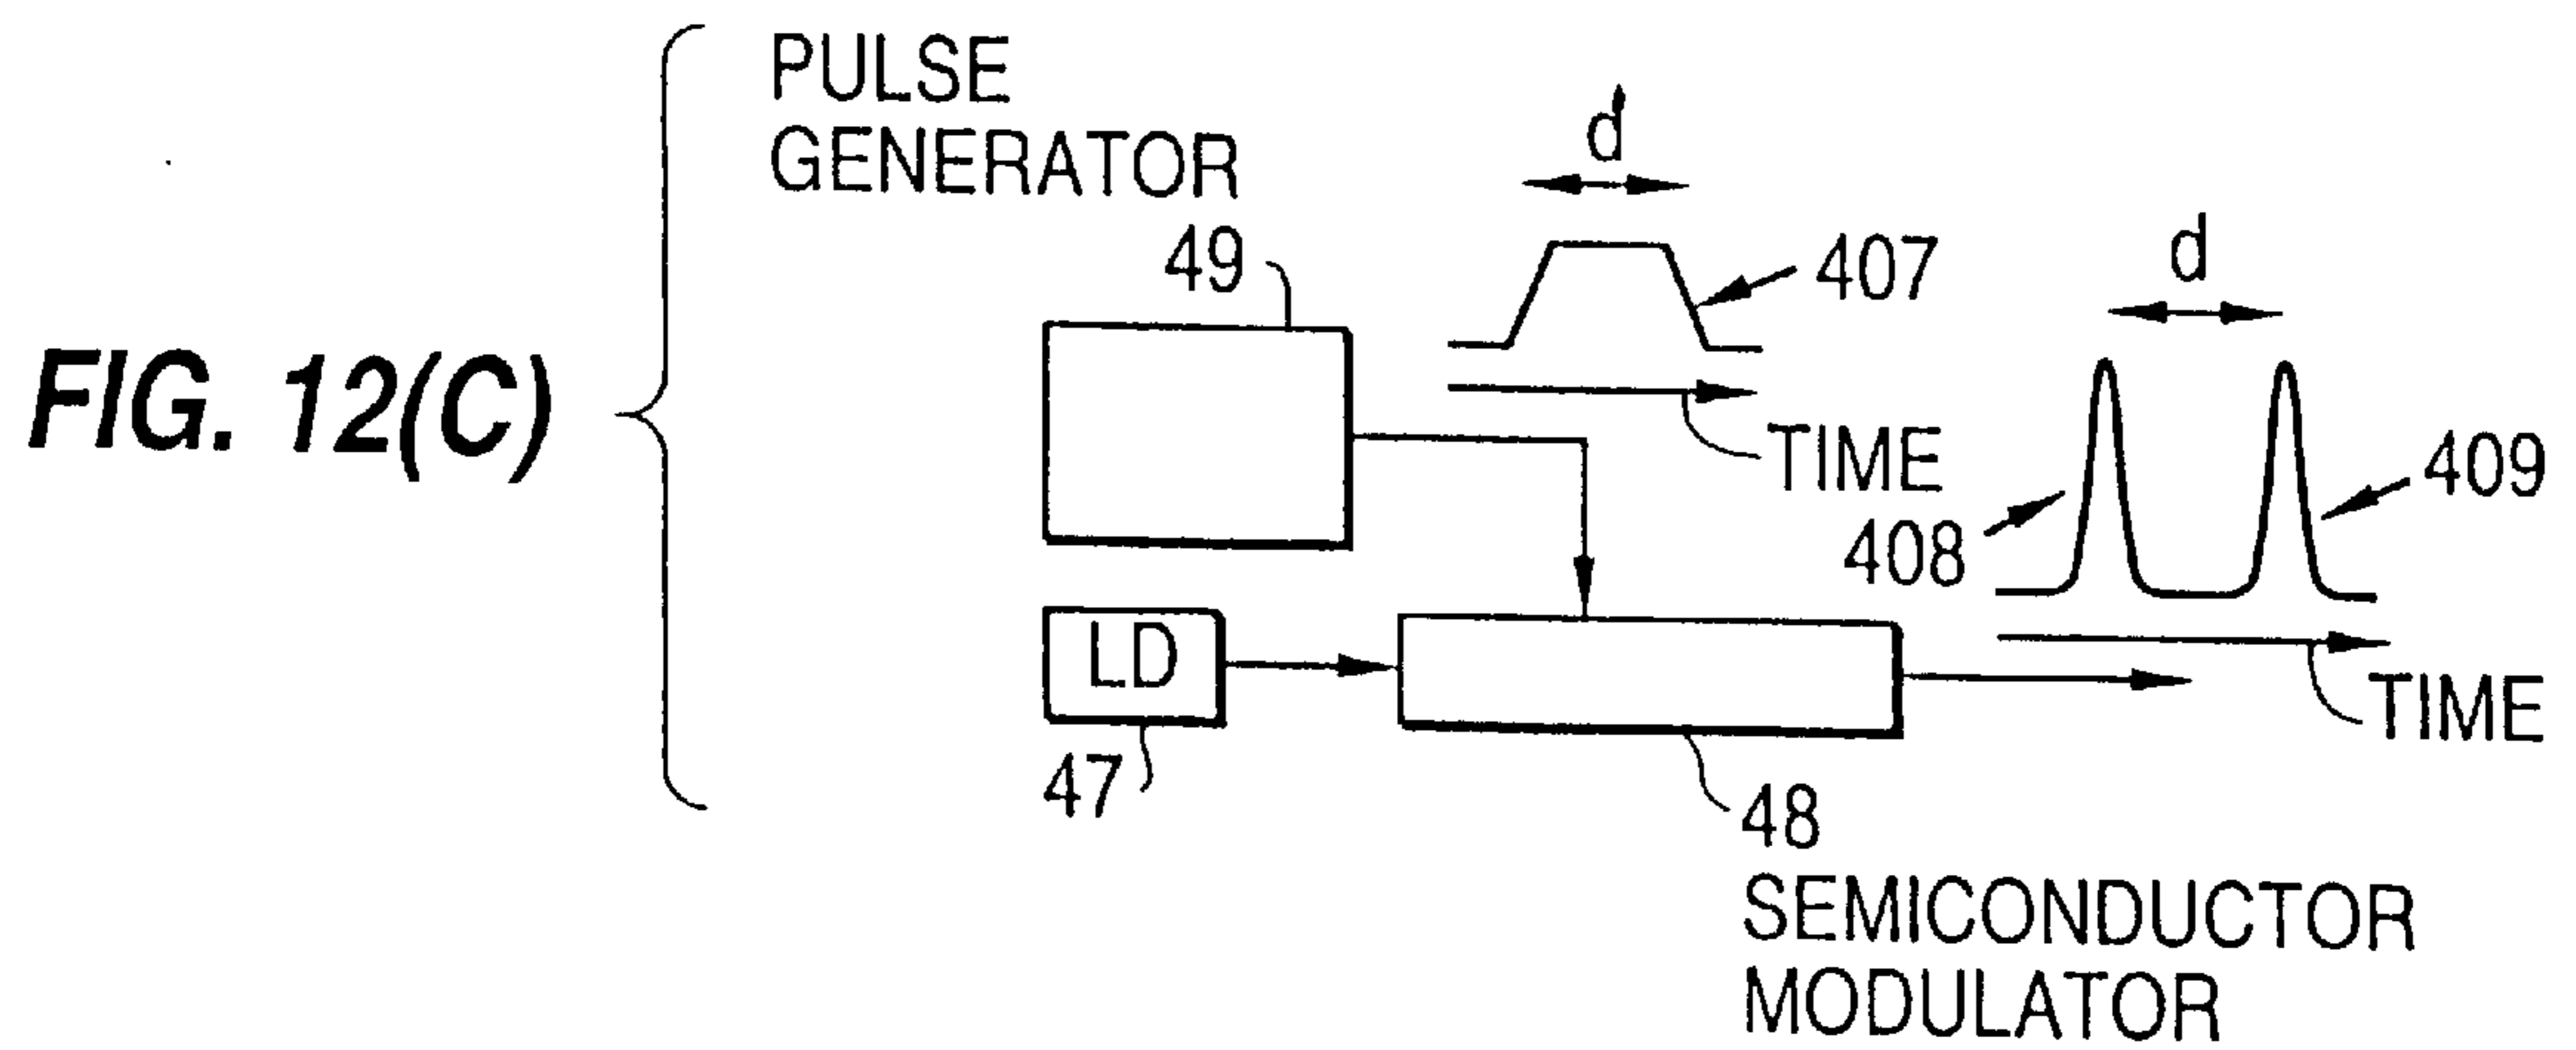 FIG. 12(C)
PULSE
GENERATOR
49
d'
407
TIME
d
408
409
TIME
LD
47
48
SEMICONDUCTOR
MODULATOR